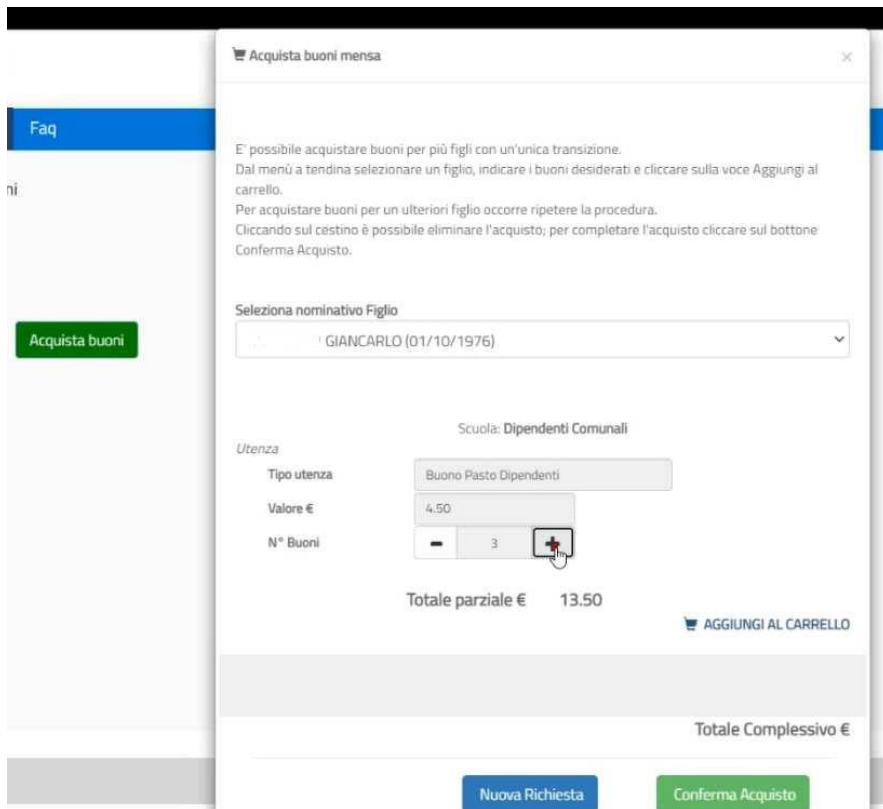 Acquista buoni mensa
×
Faq
ni
E' possibile acquistare buoni per più figli con un'unica transizione.
Dal menù a tendina selezionare un figlio, indicare i buoni desiderati e cliccare sulla voce Aggiungi al
carrello.
Per acquistare buoni per un ulteriori figlio occorre ripetere la procedura.
Cliccando sul cestino è possibile eliminare l'acquisto; per completare l'acquisto cliccare sul bottone
Conferma Acquisto.
Seleziona nominativo Figlio
Acquista buoni
GIANCARLO (01/10/1976)
Scuola: Dipendenti Comunali
Utenza
Tipo utenza Buono Pasto Dipendenti
Valore € 4.50
N° Buoni - 3 +
Totale parziale € 13.50
AGGIUNGI AL CARRELLO
Totale Complessivo €
Nuova Richiesta Conferma Acquisto